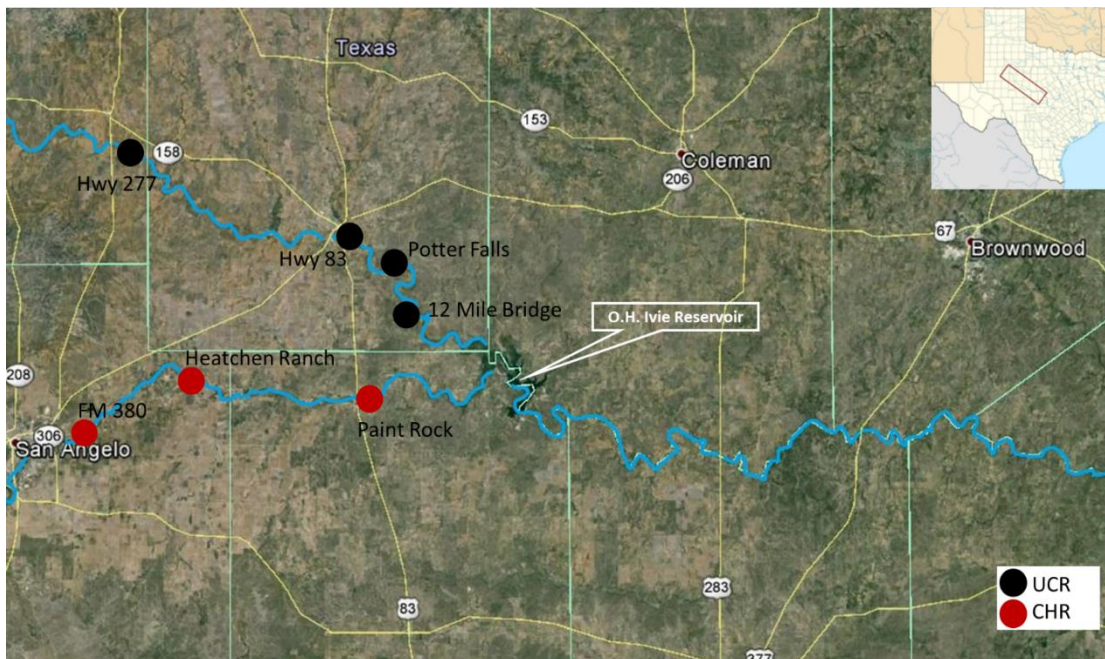 Texas
153
158
Coleman
206
Hwy 277
67
Potter Falls
Brownwood
Hwy 83
12 Mile Bridge
O.H. Ivie Reservoir
Heatchen Ranch
208
FM 380
Paint Rock
306
San Angelo
283
UCR
83
CHR
377